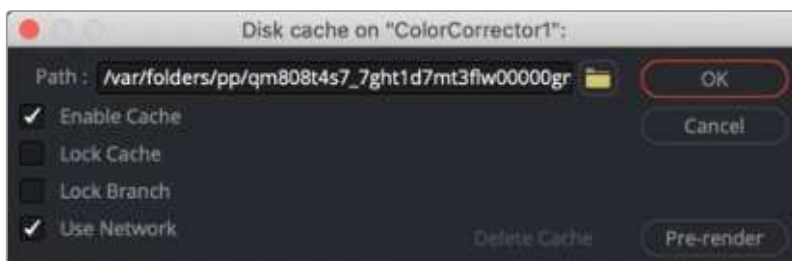 Disk cache on "ColorCorrector1":
Path : /var/folders/pp/qm808t4s7_7ght1d7mt3flw00000gr
OK
Enable Cache
Cancel
Lock Cache
Lock Branch
Use Network
Delete Cache
Pre-render